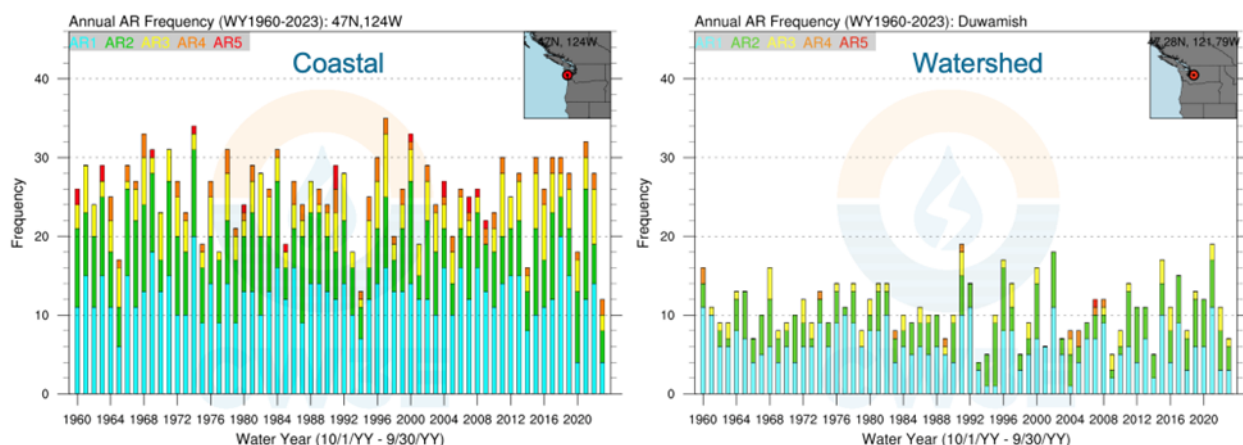 Annual AR Frequency (WY1960-2023): 47N,124W
AR1 AR2 AR3 AR4 AR5
47N, 124W
Coastal
Frequency
40
30
20
10
0
1960 1964 1968 1972 1976 1980 1984 1988 1992 1996 2000 2004 2008 2012 2016 2020
Water Year (10/1/YY - 9/30/YY)
Annual AR Frequency (WY1960-2023): Duwamish
AR1 AR2 AR3 AR4 AR5
47.28N, 121.79W
Watershed
Frequency
40
30
20
10
0
1960 1964 1968 1972 1976 1980 1984 1988 1992 1996 2000 2004 2008 2012 2016 2020
Water Year (10/1/YY - 9/30/YY)